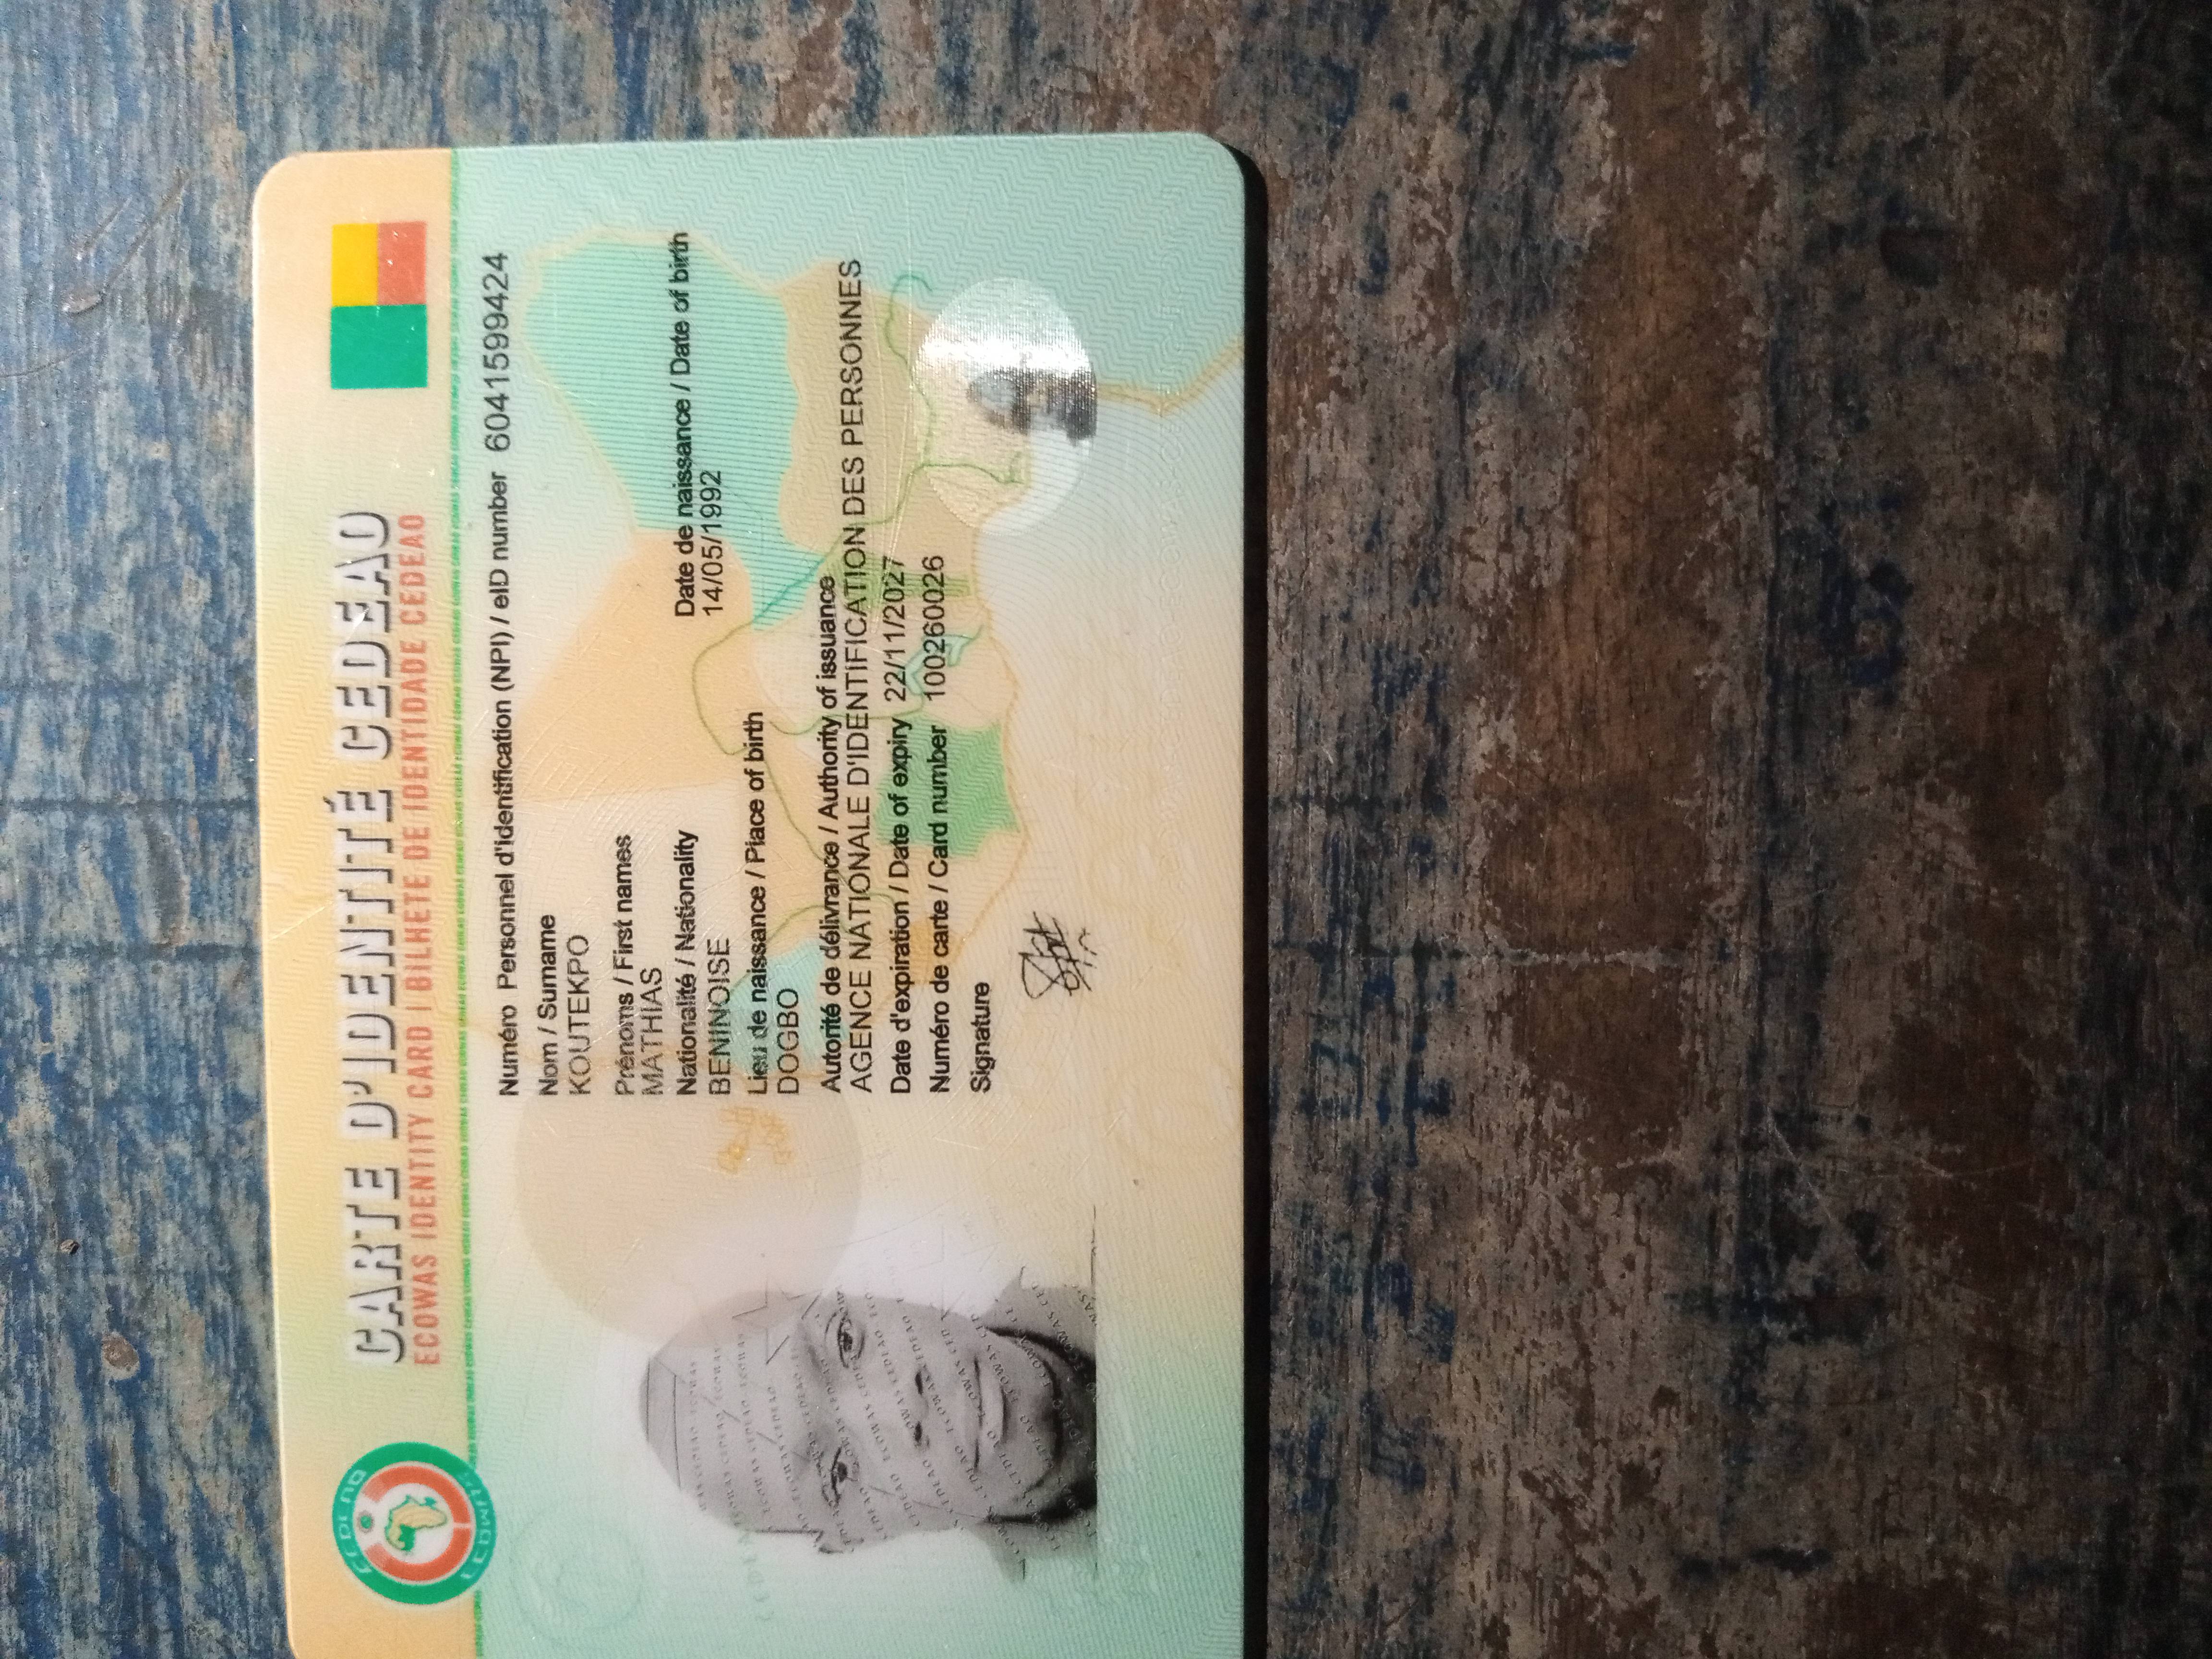 CARTE D'IDENTITÉ CEDEAO
ECOWAS IDENTITY CARD | BILHETE DE IDENTIDADE CEDEAO
Numéro Personnel d'identification (NPI) / eID number 6041599424
Nom / Surname
KOUTEKPO
Prénoms / First names
MATHIAS
Nationalité / Nationality
BENINOISE
Date de naissance / Date of birth
14/05/1992
Lieu de naissance / Place of birth
DOGBO
Autorité de délivrance / Authority of issuance
AGENCE NATIONALE D'IDENTIFICATION DES PERSONNES
Date d'expiration / Date of expiry 22/11/2027
Numéro de carte / Card number 100260026
Signature